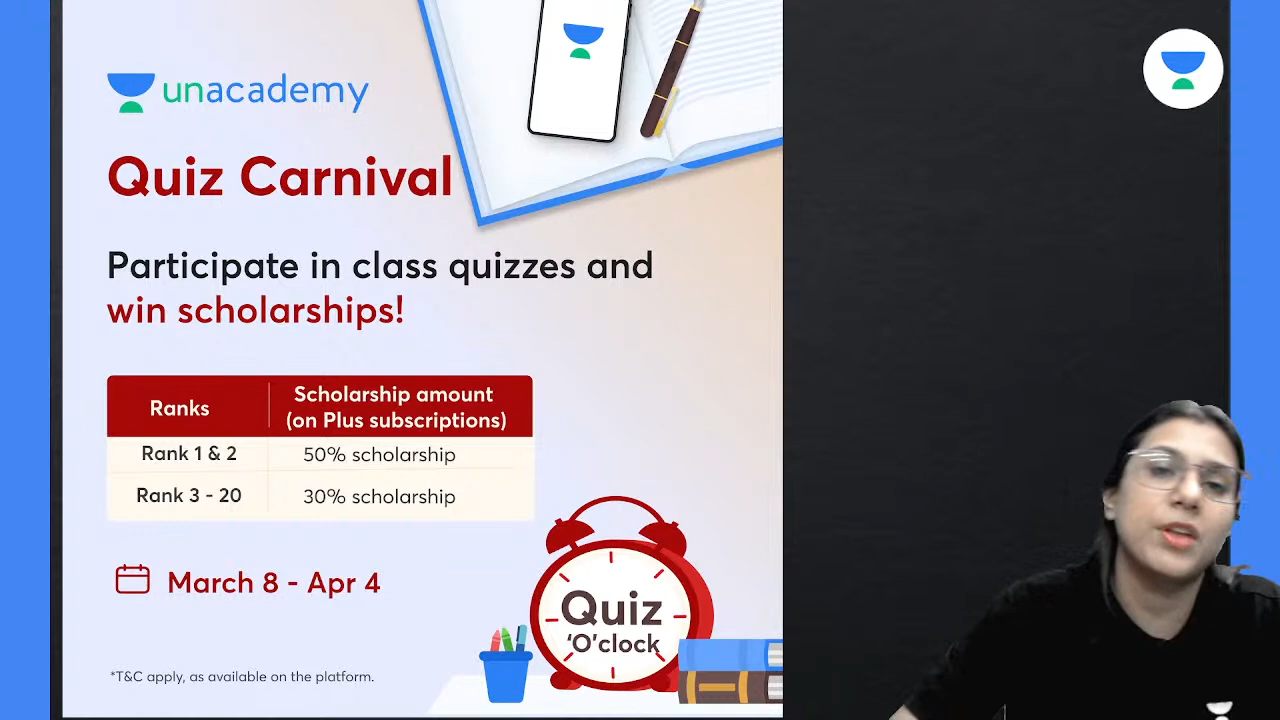 unacademy
Quiz Carnival
Participate in class quizzes and
win scholarships!
Ranks
Scholarship amount
(on Plus subscriptions)
Rank 1 & 2
50% scholarship
Rank 3 - 20
30% scholarship
March 8 - Apr 4
Quiz
‘O’clock
*T&C apply, as available on the platform.